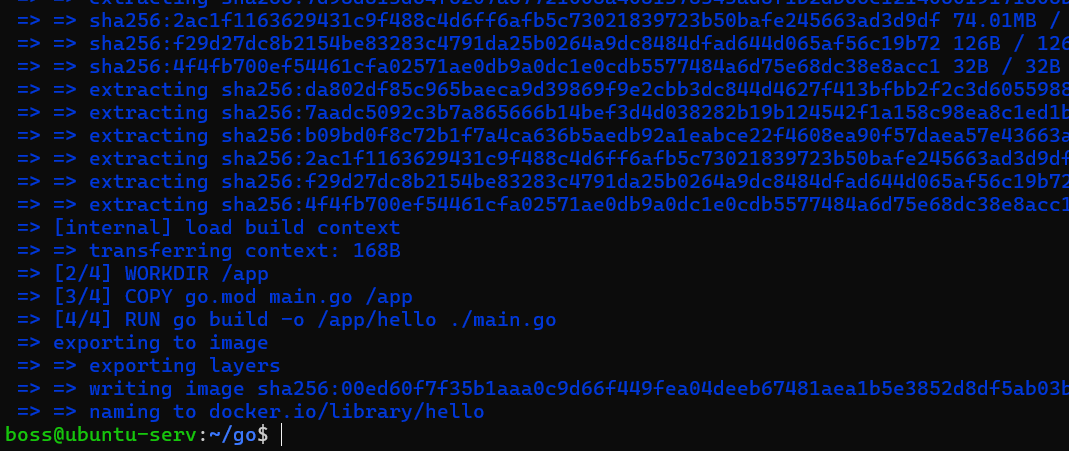 => => sha256:2ac1f1163629431c9f488c4d6ff6afb5c73021839723b50bafe245663ad3d9df 74.01MB /
=> => sha256:f29d27dc8b2154be83283c4791da25b0264a9dc8484dfad644d065af56c19b72 126B / 126
=> => sha256:4f4fb700ef54461cfa02571ae0db9a0dc1e0cdb5577484a6d75e68dc38e8acc1 32B / 32B
=> => extracting sha256:da802df85c965baeca9d39869f9e2cbb3dc844d4627f413bfbb2f2c3d6055988
=> => extracting sha256:7aadc5092c3b7a865666b14bef3d4d038282b19b124542f1a158c98ea8c1ed1b
=> => extracting sha256:b09bd0f8c72b1f7a4ca636b5aedb92a1eabce22f4608ea90f57daea57e43663a
=> => extracting sha256:2ac1f1163629431c9f488c4d6ff6afb5c73021839723b50bafe245663ad3d9df
=> => extracting sha256:f29d27dc8b2154be83283c4791da25b0264a9dc8484dfad644d065af56c19b72
=> => extracting sha256:4f4fb700ef54461cfa02571ae0db9a0dc1e0cdb5577484a6d75e68dc38e8acc1
=> [internal] load build context
=> => transferring context: 168B
=> [2/4] WORKDIR /app
=> [3/4] COPY go.mod main.go /app
=> [4/4] RUN go build -o /app/hello ./main.go
=> exporting to image
=> => exporting layers
=> => writing image sha256:00ed60f7f35b1aaa0c9d66f449fea04deeb67481aea1b5e3852d8df5ab03b
=> => naming to docker.io/library/hello
boss@ubuntu-serv:~/go$